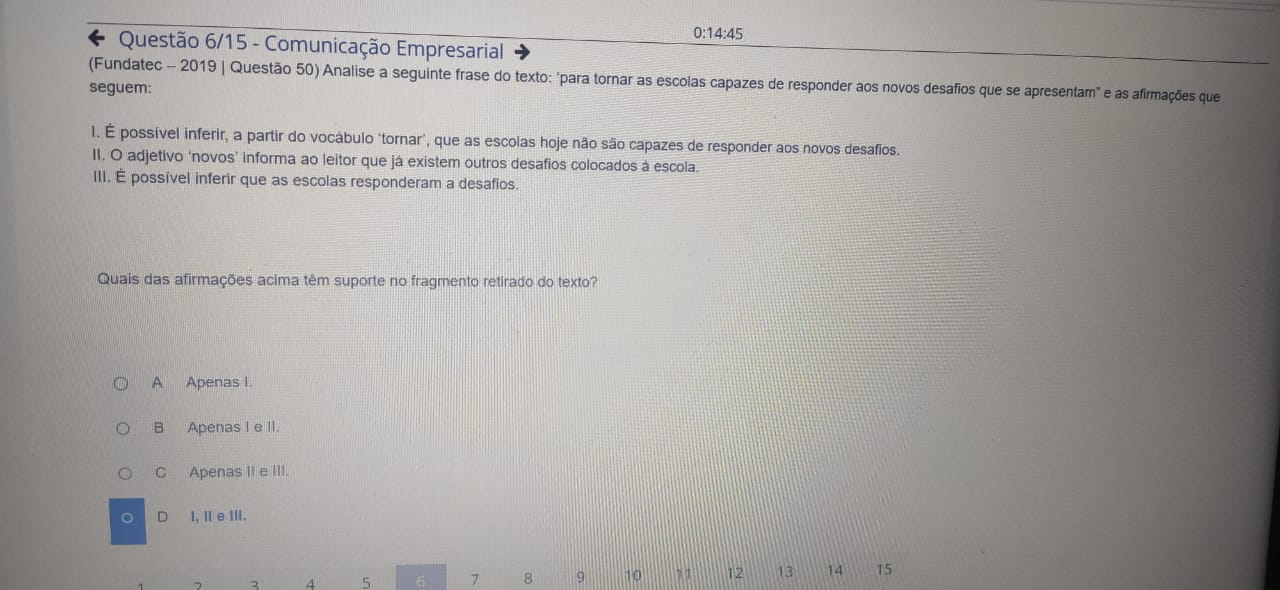 0:14:45
← Questão 6/15 - Comunicação Empresarial →
(Fundatec – 2019 | Questão 50) Analise a seguinte frase do texto: 'para tornar as escolas capazes de responder aos novos desafios que se apresentam" e as afirmações que
seguem:
I. É possível inferir, a partir do vocábulo 'tornar', que as escolas hoje não são capazes de responder aos novos desafios.
II. O adjetivo 'novos' informa ao leitor que já existem outros desafios colocados à escola.
III. É possível inferir que as escolas responderam a desafios.
Quais das afirmações acima têm suporte no fragmento retirado do texto?
A Apenas I.
B Apenas I e II.
C Apenas II e III.
D I, II e III.
1 2 3 4 5 6 7 8 9 10 11 12 13 14 15